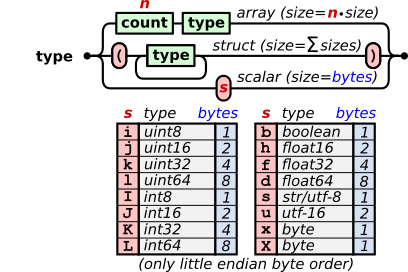 n
count type array (size=n•size)
type ( type struct (size=∑sizes) )
s scalar (size=bytes)
s type bytes s type bytes
i uint8 1 b boolean 1
j uint16 2 h float16 2
k uint32 4 f float32 4
l uint64 8 d float64 8
I int8 1 s str/utf-8 1
J int16 2 u utf-16 2
K int32 4 x byte 1
L int64 8 X byte 1
(only little endian byte order)